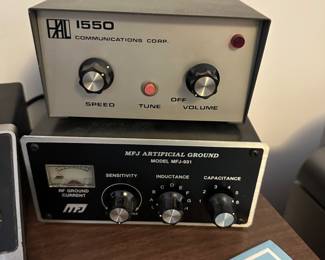 HAL 1550
COMMUNICATIONS CORP.
OFF
SPEED TUNE VOLUME
MFJ ARTIFICIAL GROUND
MODEL MFJ-931
SENSITIVITY INDUCTANCE CAPACITANCE
RF GROUND
CURRENT
MFJ